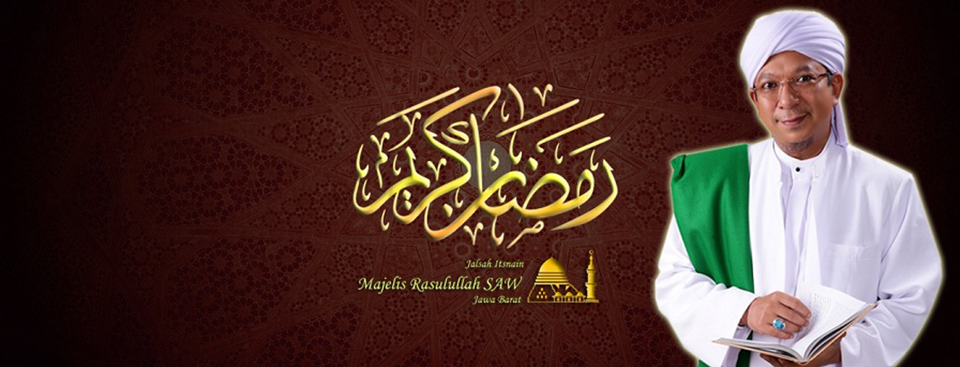 رمضان كريم
Jalsah Itsnain
Majelis Rasulullah SAW
Jawa Barat